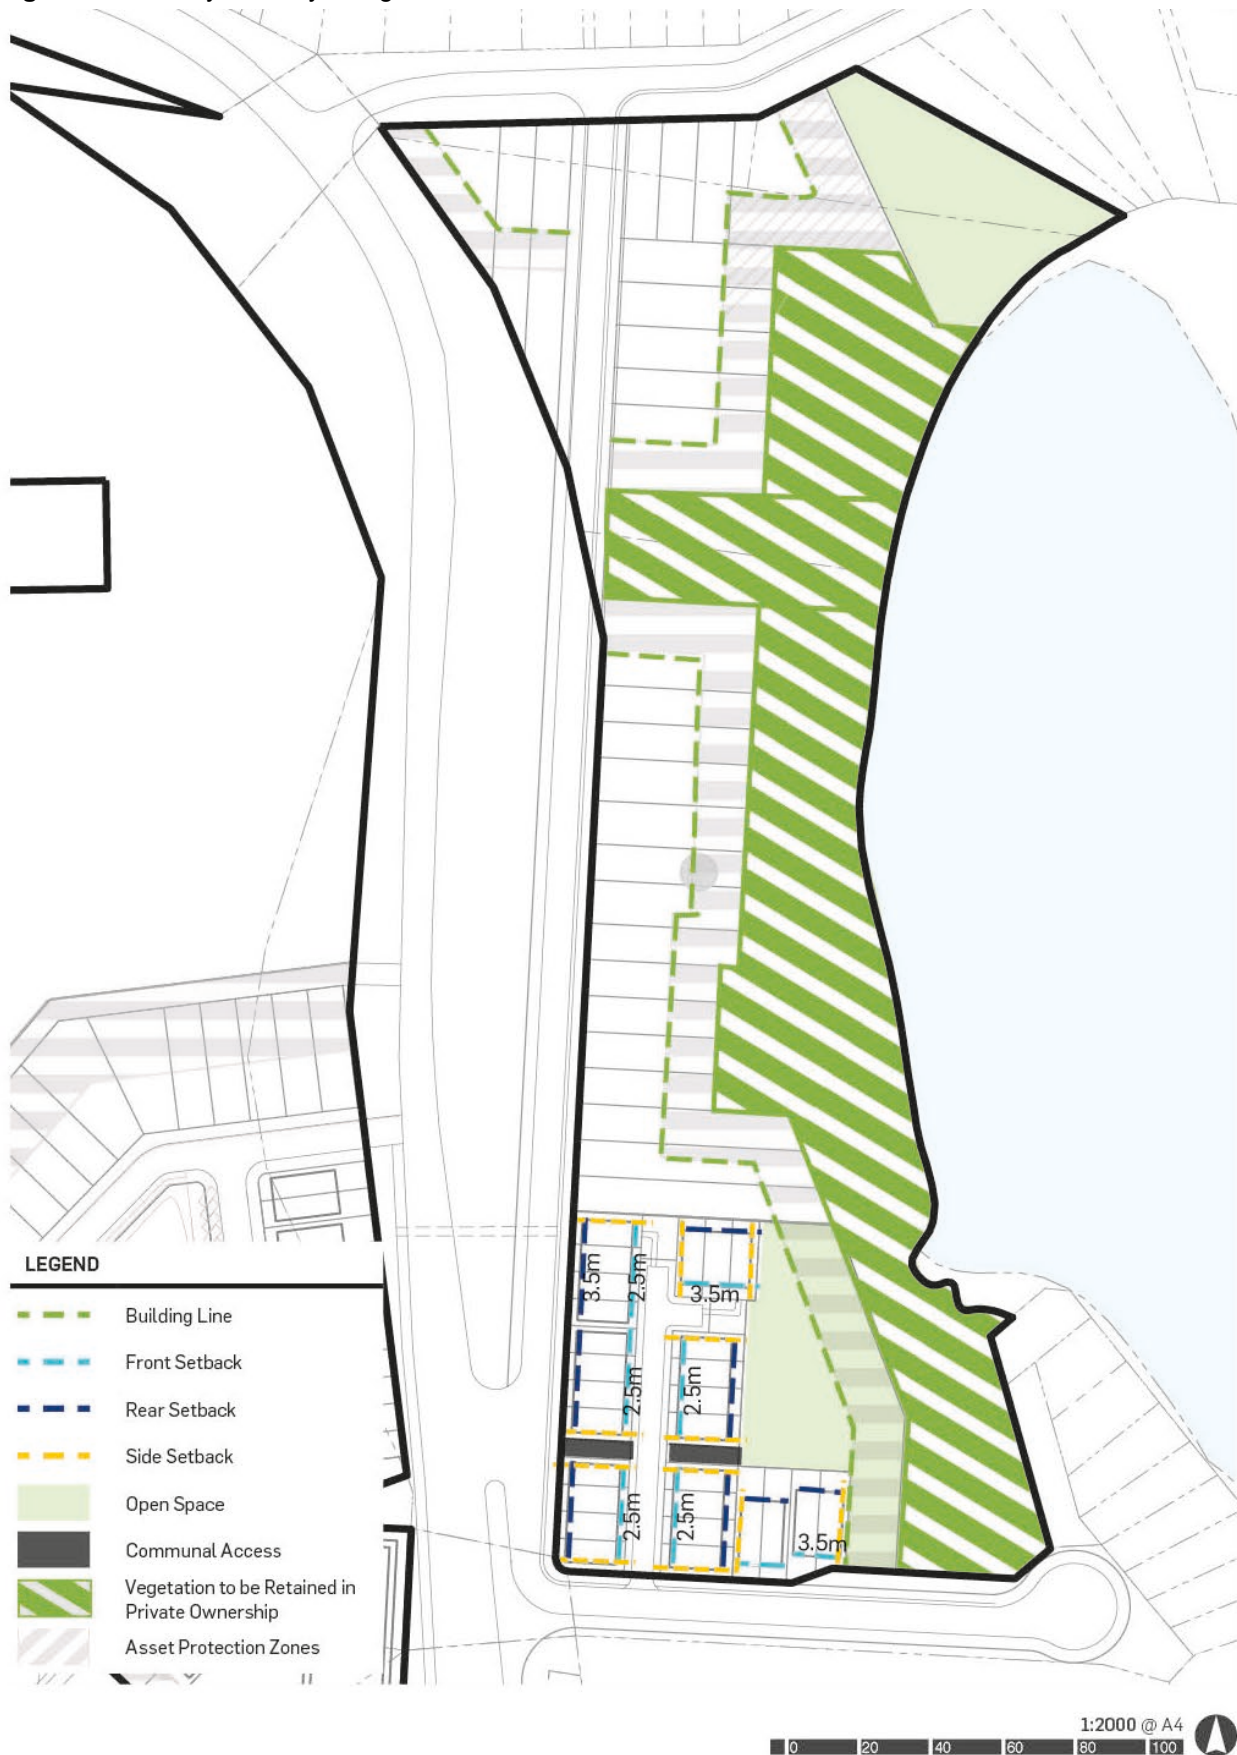 3.5m
2.5m
3.5m
2.5m
2.5m
2.5m
2.5m
3.5m
LEGEND
Building Line
Front Setback
Rear Setback
Side Setback
Open Space
Communal Access
Vegetation to be Retained in
Private Ownership
Asset Protection Zones
1:2000 @ A4
0 20 40 60 80 100